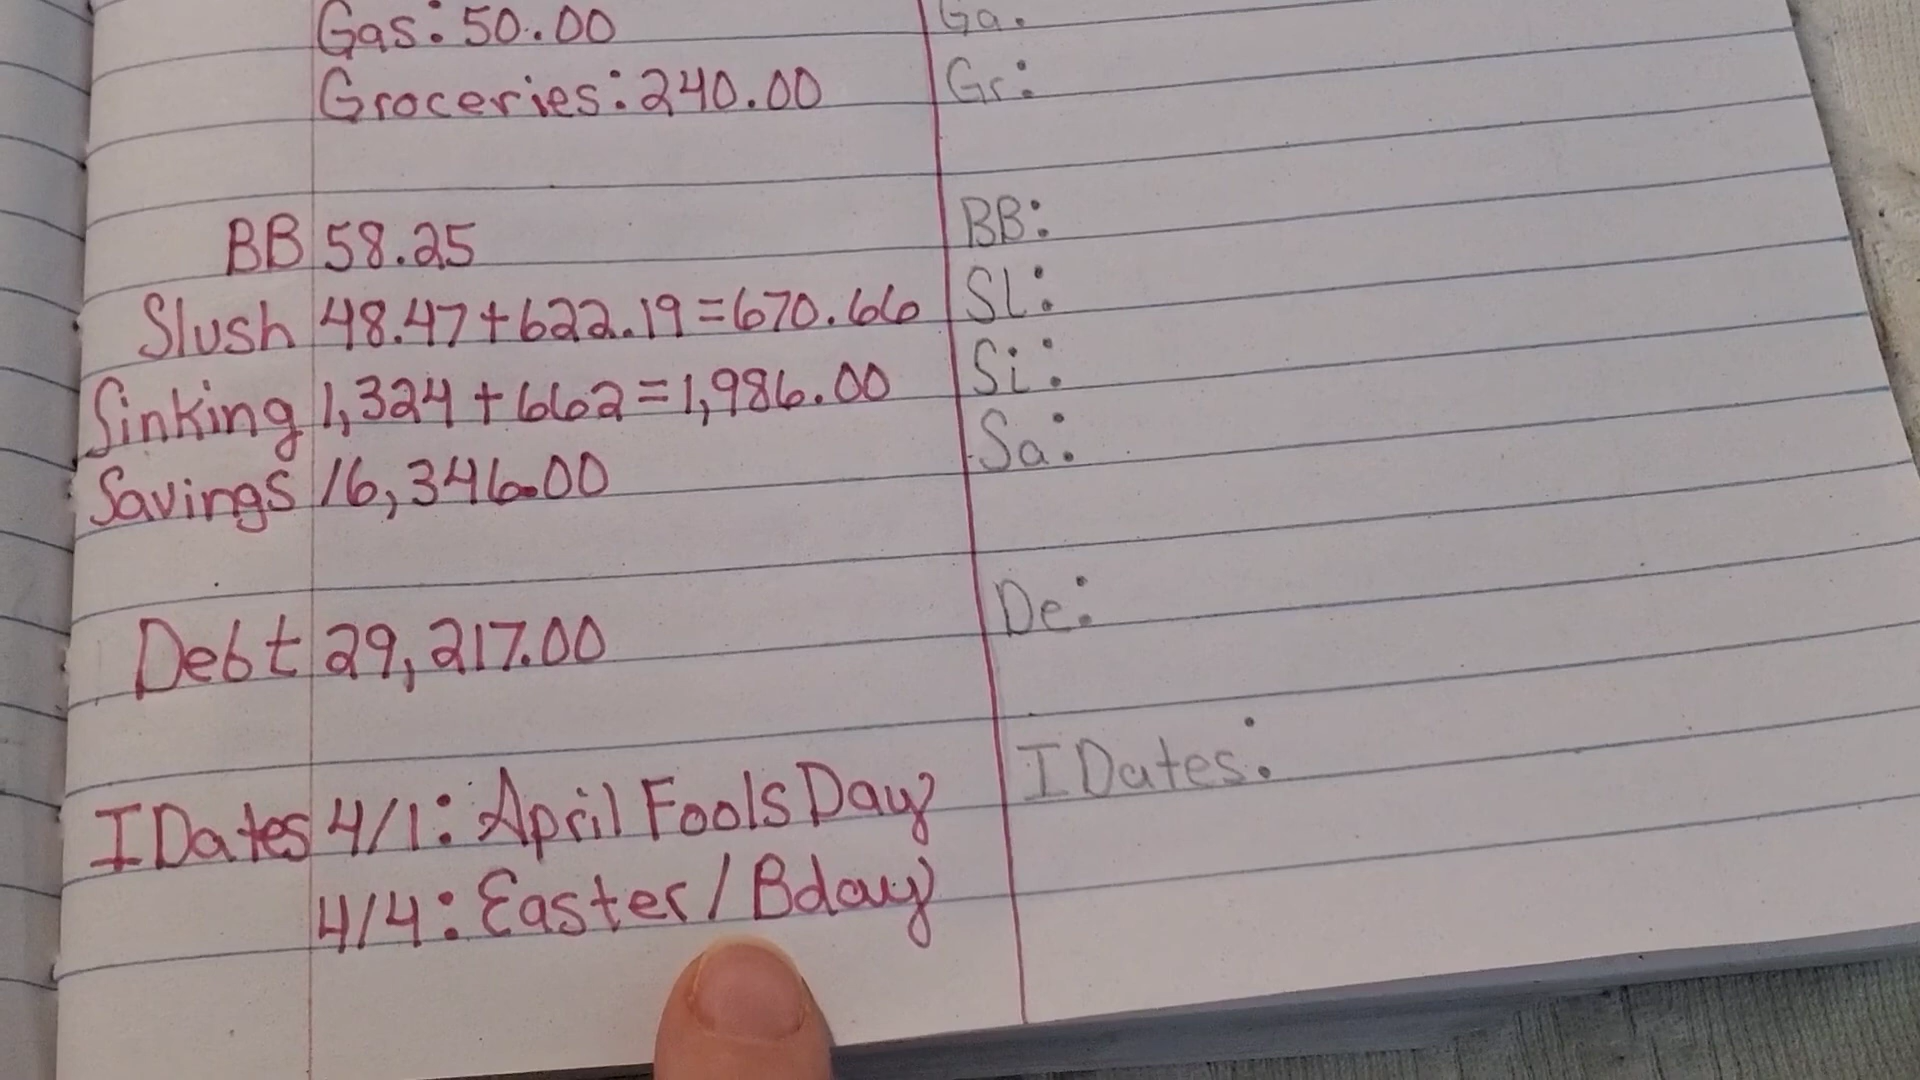 Gas: 50.00
Groceries: 240.00
BB 58.25
Slush 48.47+622.19=670.66
Sinking 1,324+662=1,986.00
Savings 16,346.00
Debt 29,217.00
IDates 4/1: April Fools Day
4/4: Easter/Bday
Ga:
Gr:
BB:
Sl:
Si:
Sa:
De:
IDates: